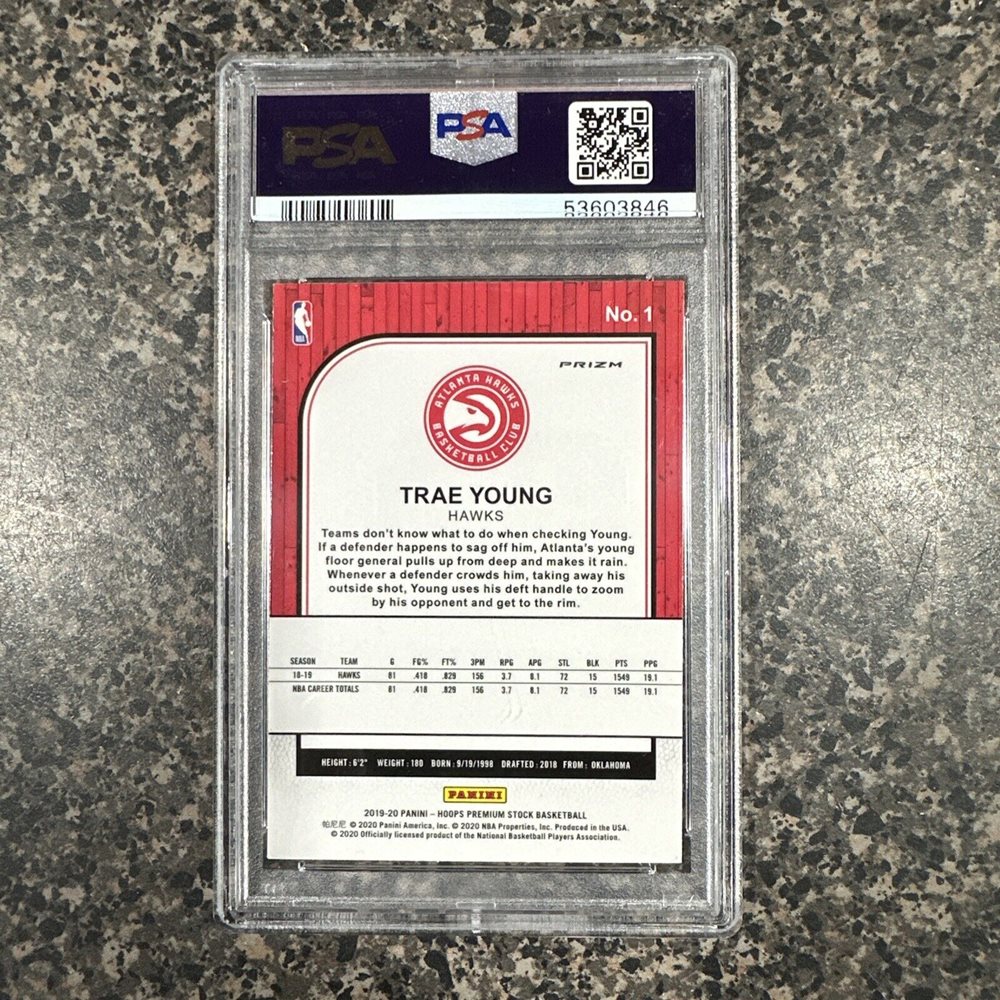 PSA
PSA
53603846
No. 1
NBA
PRIZM
ATLANTA HAWKS
BASKETBALL CLUB
TRAE YOUNG
HAWKS
Teams don't know what to do when checking Young.
If a defender happens to sag off him, Atlanta's young
floor general pulls up from deep and makes it rain.
Whenever a defender crowds him, taking away his
outside shot, Young uses his deft handle to zoom
by his opponent and get to the rim.
SEASON TEAM G FG% FT% 3PM RPG APG STL BLK PTS PPG
18-19 HAWKS 81 .418 .829 156 3.7 8.1 72 15 1549 19.1
NBA CAREER TOTALS 81 .418 .829 156 3.7 8.1 72 15 1549 19.1
HEIGHT: 6'2" WEIGHT: 180 BORN: 9/19/1998 DRAFTED: 2018 FROM: OKLAHOMA
PANINI
2019-20 PANINI – HOOPS PREMIUM STOCK BASKETBALL
帕尼尼 © 2020 Panini America, Inc. © 2020 NBA Properties, Inc. Produced in the USA.
© 2020 Officially licensed product of the National Basketball Players Association.